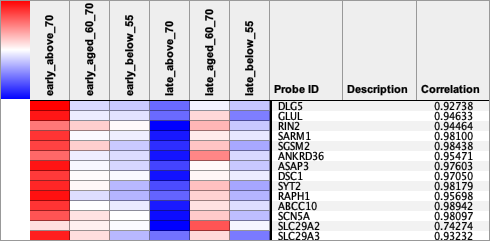 early_above_70
early_aged_60_70
early_below_55
late_above_70
late_aged_60_70
late_below_55
Probe ID Description Correlation
DLG5 0.92738
GLUL 0.94633
RIN2 0.94464
SARM1 0.98100
SGSM2 0.98438
ANKRD36 0.95471
ASAP3 0.97603
DSC1 0.97050
SYT2 0.98179
RAPH1 0.95698
ABCC10 0.98942
SCN5A 0.98097
SLC29A2 0.74274
SLC29A3 0.93232